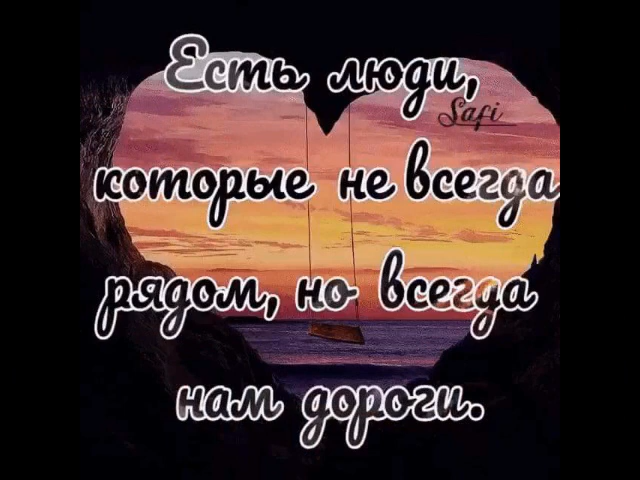 Есть люди,
Safi
которые не всегда
рядом, но всегда
нам дороги.